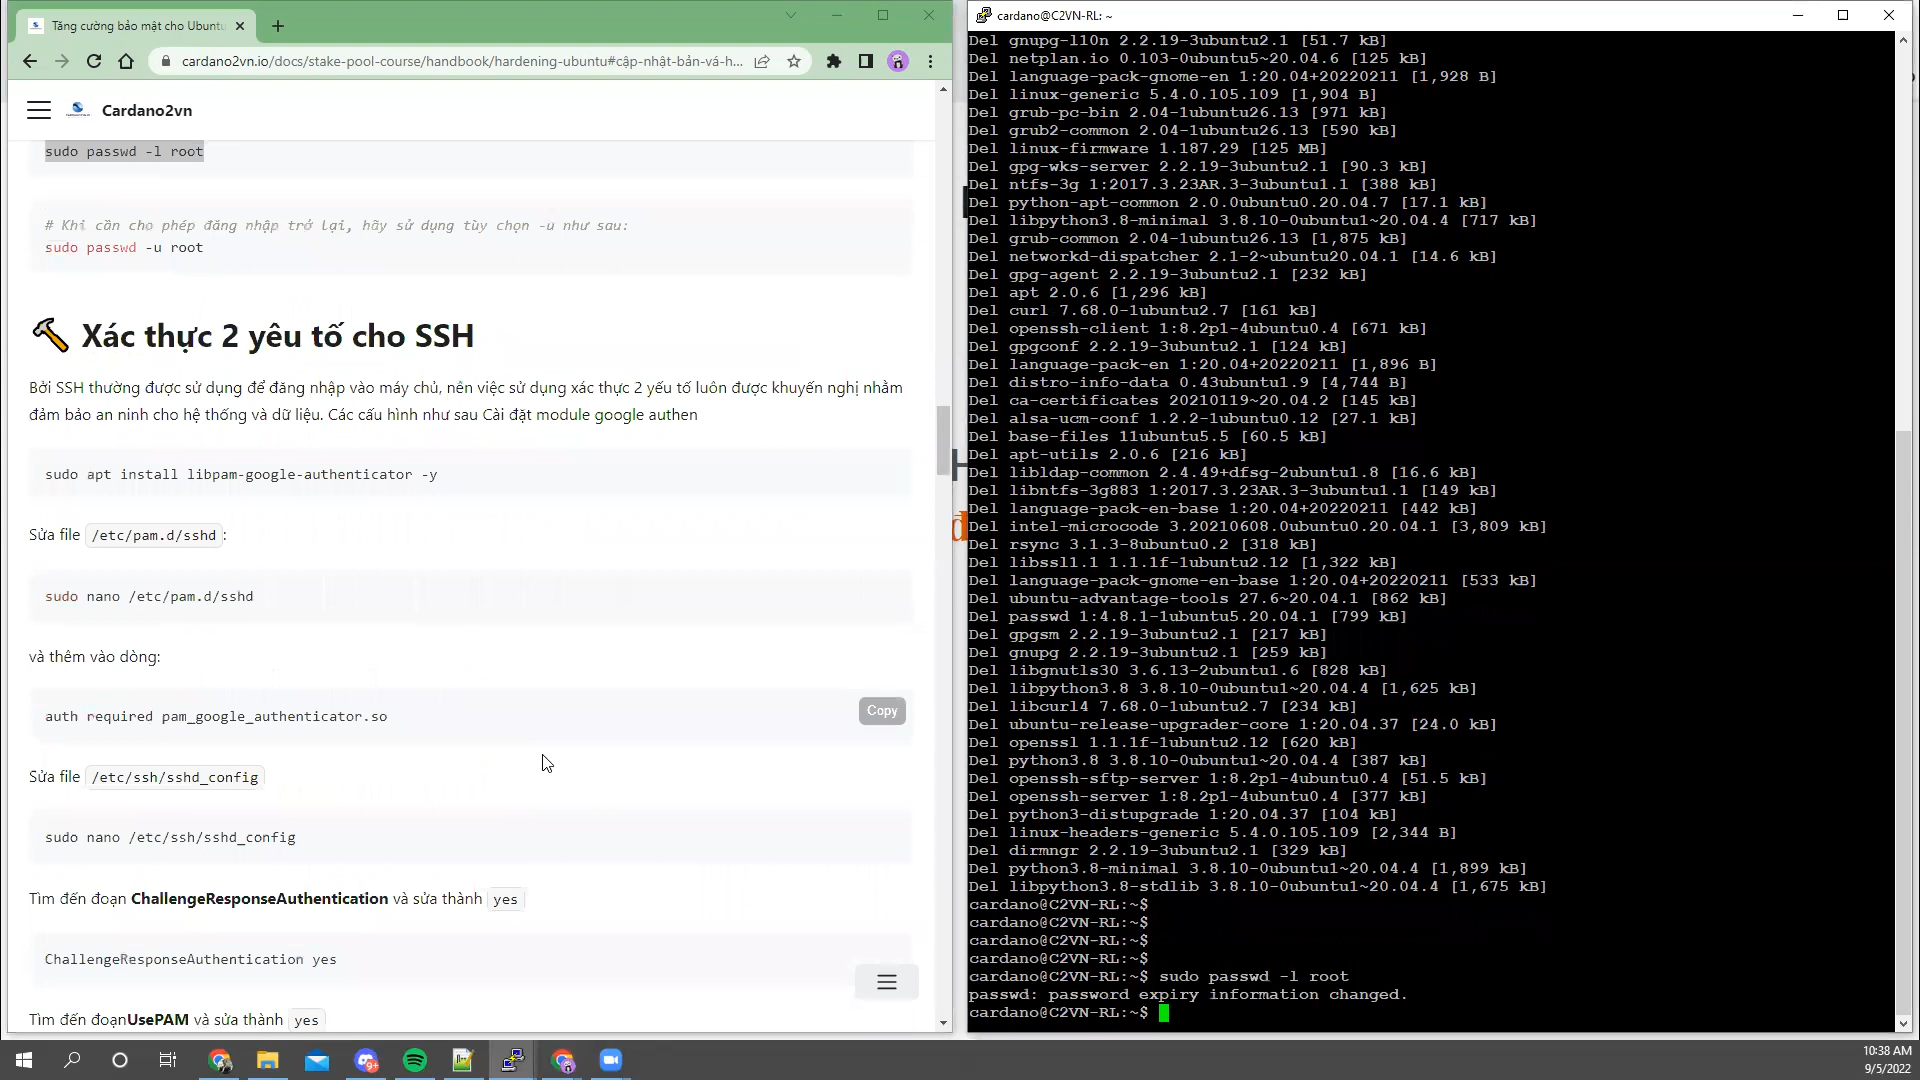 Tăng cường bảo mật cho Ubuntu
cardano2vn.io/docs/stake-pool-course/handbook/hardening-ubuntu#cập-nhật-bản-vá-h...
Cardano2vn
sudo passwd -l root
# Khi cần cho phép đăng nhập trở lại, hãy sử dụng tùy chọn -u như sau:
sudo passwd -u root
Xác thực 2 yêu tố cho SSH
Bởi SSH thường được sử dụng để đăng nhập vào máy chủ, nên việc sử dụng xác thực 2 yếu tố luôn được khuyến nghị nhằm
đảm bảo an ninh cho hệ thống và dữ liệu. Các cấu hình như sau Cài đặt module google authen
sudo apt install libpam-google-authenticator -y
Sửa file /etc/pam.d/sshd:
sudo nano /etc/pam.d/sshd
và thêm vào dòng:
auth required pam_google_authenticator.so
Copy
Sửa file /etc/ssh/sshd_config
sudo nano /etc/ssh/sshd_config
Tìm đến đoạn ChallengeResponseAuthentication và sửa thành yes
ChallengeResponseAuthentication yes
Tìm đến đoạnUsePAM và sửa thành yes
cardano@C2VN-RL: ~
Del gnupg-l10n 2.2.19-3ubuntu2.1 [51.7 kB]
Del netplan.io 0.103-0ubuntu5~20.04.6 [125 kB]
Del language-pack-gnome-en 1:20.04+20220211 [1,928 B]
Del linux-generic 5.4.0.105.109 [1,904 B]
Del grub-pc-bin 2.04-1ubuntu26.13 [971 kB]
Del grub2-common 2.04-1ubuntu26.13 [590 kB]
Del linux-firmware 1.187.29 [125 MB]
Del gpg-wks-server 2.2.19-3ubuntu2.1 [90.3 kB]
Del ntfs-3g 1:2017.3.23AR.3-3ubuntu1.1 [388 kB]
Del python-apt-common 2.0.0ubuntu0.20.04.7 [17.1 kB]
Del libpython3.8-minimal 3.8.10-0ubuntu1~20.04.4 [717 kB]
Del grub-common 2.04-1ubuntu26.13 [1,875 kB]
Del networkd-dispatcher 2.1-2~ubuntu20.04.1 [14.6 kB]
Del gpg-agent 2.2.19-3ubuntu2.1 [232 kB]
Del apt 2.0.6 [1,296 kB]
Del curl 7.68.0-1ubuntu2.7 [161 kB]
Del openssh-client 1:8.2p1-4ubuntu0.4 [671 kB]
Del gpgconf 2.2.19-3ubuntu2.1 [124 kB]
Del language-pack-en 1:20.04+20220211 [1,896 B]
Del distro-info-data 0.43ubuntu1.9 [4,744 B]
Del ca-certificates 20210119~20.04.2 [145 kB]
Del alsa-ucm-conf 1.2.2-1ubuntu0.12 [27.1 kB]
Del base-files 11ubuntu5.5 [60.5 kB]
Del apt-utils 2.0.6 [216 kB]
Del libldap-common 2.4.49+dfsg-2ubuntu1.8 [16.6 kB]
Del libntfs-3g883 1:2017.3.23AR.3-3ubuntu1.1 [149 kB]
Del language-pack-en-base 1:20.04+20220211 [442 kB]
Del intel-microcode 3.20210608.0ubuntu0.20.04.1 [3,809 kB]
Del rsync 3.1.3-8ubuntu0.2 [318 kB]
Del libssl1.1 1.1.1f-1ubuntu2.12 [1,322 kB]
Del language-pack-gnome-en-base 1:20.04+20220211 [533 kB]
Del ubuntu-advantage-tools 27.6~20.04.1 [862 kB]
Del passwd 1:4.8.1-1ubuntu5.20.04.1 [799 kB]
Del gpgsm 2.2.19-3ubuntu2.1 [217 kB]
Del gnupg 2.2.19-3ubuntu2.1 [259 kB]
Del libgnutls30 3.6.13-2ubuntu1.6 [828 kB]
Del libpython3.8 3.8.10-0ubuntu1~20.04.4 [1,625 kB]
Del libcurl4 7.68.0-1ubuntu2.7 [234 kB]
Del ubuntu-release-upgrader-core 1:20.04.37 [24.0 kB]
Del openssl 1.1.1f-1ubuntu2.12 [620 kB]
Del python3.8 3.8.10-0ubuntu1~20.04.4 [387 kB]
Del openssh-sftp-server 1:8.2p1-4ubuntu0.4 [51.5 kB]
Del openssh-server 1:8.2p1-4ubuntu0.4 [377 kB]
Del python3-distupgrade 1:20.04.37 [104 kB]
Del linux-headers-generic 5.4.0.105.109 [2,344 B]
Del dirmngr 2.2.19-3ubuntu2.1 [329 kB]
Del python3.8-minimal 3.8.10-0ubuntu1~20.04.4 [1,899 kB]
Del libpython3.8-stdlib 3.8.10-0ubuntu1~20.04.4 [1,675 kB]
cardano@C2VN-RL:~$
cardano@C2VN-RL:~$
cardano@C2VN-RL:~$
cardano@C2VN-RL:~$
cardano@C2VN-RL:~$ sudo passwd -l root
passwd: password expiry information changed.
cardano@C2VN-RL:~$
10:38 AM
9/5/2022